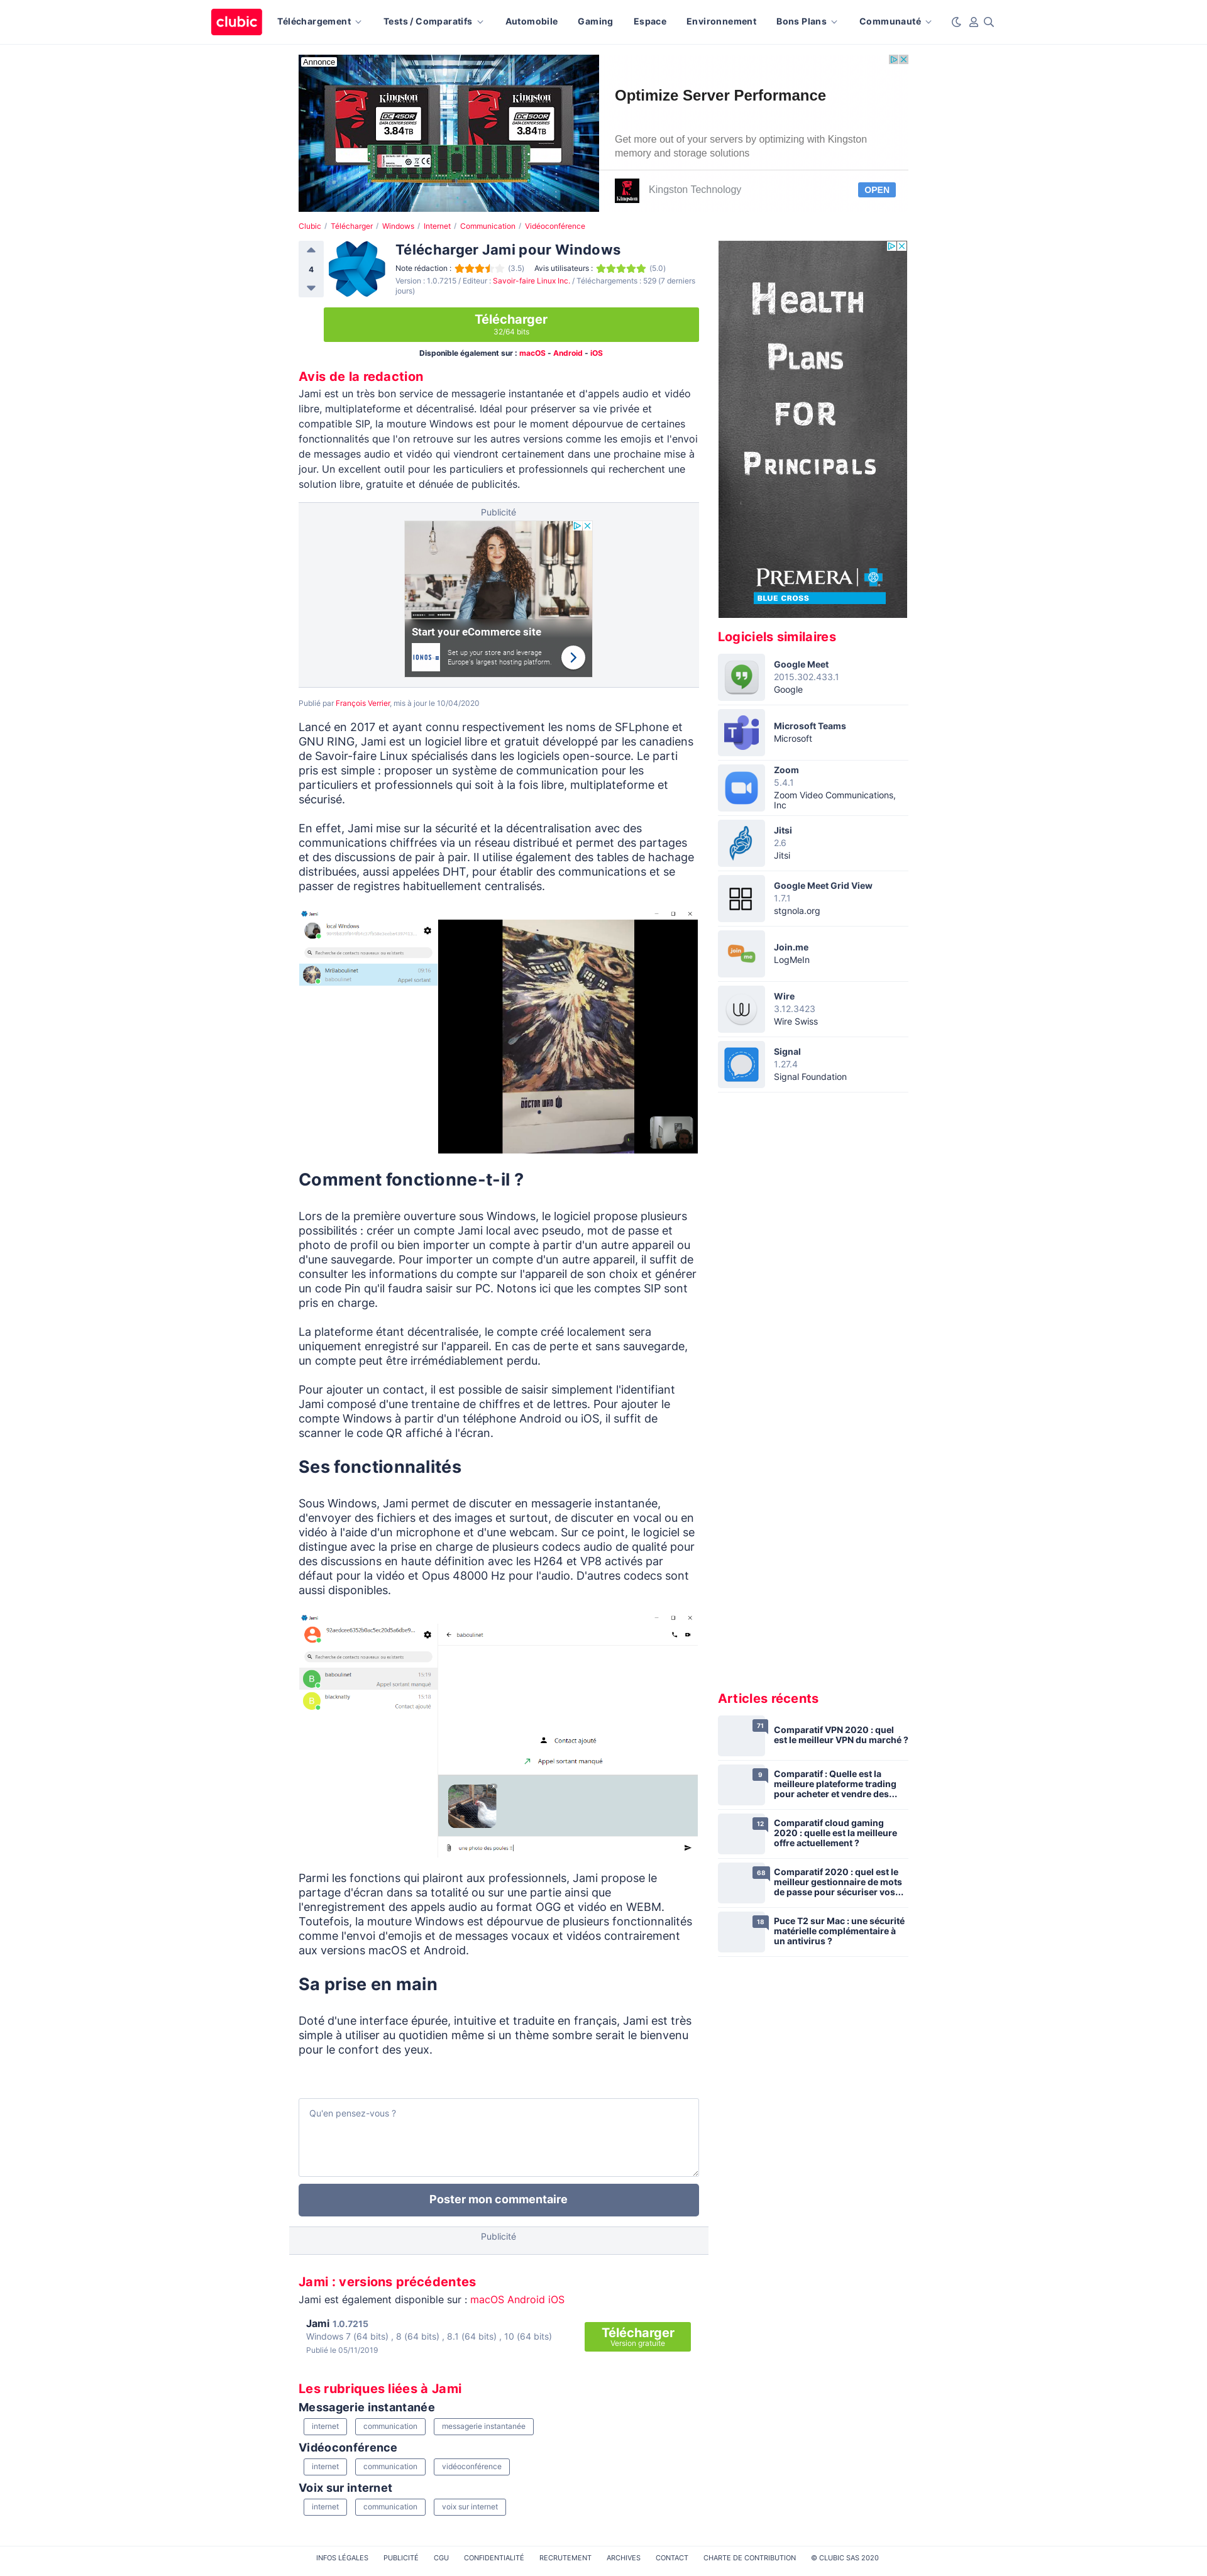 clubic
Téléchargement
Tests / Comparatifs
Automobile
Gaming
Espace
Environnement
Bons Plans
Communauté
Annonce
Kingston
DC450R
3.84TB
Kingston
DC500R
3.84TB
Optimize Server Performance
Get more out of your servers by optimizing with Kingston
memory and storage solutions
Kingston Technology
OPEN
Clubic / Télécharger / Windows / Internet / Communication / Vidéoconférence
4
Télécharger Jami pour Windows
Note rédaction : (3.5) Avis utilisateurs : (5.0)
Version : 1.0.7215 / Editeur : Savoir-faire Linux Inc. / Téléchargements : 529 (7 derniers
jours)
Télécharger
32/64 bits
Disponible également sur : macOS - Android - iOS
Avis de la redaction
Jami est un très bon service de messagerie instantanée et d'appels audio et vidéo
libre, multiplateforme et décentralisé. Idéal pour préserver sa vie privée et
compatible SIP, la mouture Windows est pour le moment dépourvue de certaines
fonctionnalités que l'on retrouve sur les autres versions comme les emojis et l'envoi
de messages audio et vidéo qui viendront certainement dans une prochaine mise à
jour. Un excellent outil pour les particuliers et professionnels qui recherchent une
solution libre, gratuite et dénuée de publicités.
Publicité
Start your eCommerce site
IONOS
Set up your store and leverage
Europe's largest hosting platform.
Publié par François Verrier, mis à jour le 10/04/2020
Lancé en 2017 et ayant connu respectivement les noms de SFLphone et
GNU RING, Jami est un logiciel libre et gratuit développé par les canadiens
de Savoir-faire Linux spécialisés dans les logiciels open-source. Le parti
pris est simple : proposer un système de communication pour les
particuliers et professionnels qui soit à la fois libre, multiplateforme et
sécurisé.
En effet, Jami mise sur la sécurité et la décentralisation avec des
communications chiffrées via un réseau distribué et permet des partages
et des discussions de pair à pair. Il utilise également des tables de hachage
distribuées, aussi appelées DHT, pour établir des communications et se
passer de registres habituellement centralisés.
Jami
local Windows
Recherche de contacts nouveaux ou existants
MrBaboulinet
baboulinet
Appel sortant
DOCTOR WHO
Comment fonctionne-t-il ?
Lors de la première ouverture sous Windows, le logiciel propose plusieurs
possibilités : créer un compte Jami local avec pseudo, mot de passe et
photo de profil ou bien importer un compte à partir d'un autre appareil ou
d'une sauvegarde. Pour importer un compte d'un autre appareil, il suffit de
consulter les informations du compte sur l'appareil de son choix et générer
un code Pin qu'il faudra saisir sur PC. Notons ici que les comptes SIP sont
pris en charge.
La plateforme étant décentralisée, le compte créé localement sera
uniquement enregistré sur l'appareil. En cas de perte et sans sauvegarde,
un compte peut être irrémédiablement perdu.
Pour ajouter un contact, il est possible de saisir simplement l'identifiant
Jami composé d'une trentaine de chiffres et de lettres. Pour ajouter le
compte Windows à partir d'un téléphone Android ou iOS, il suffit de
scanner le code QR affiché à l'écran.
Ses fonctionnalités
Sous Windows, Jami permet de discuter en messagerie instantanée,
d'envoyer des fichiers et des images et surtout, de discuter en vocal ou en
vidéo à l'aide d'un microphone et d'une webcam. Sur ce point, le logiciel se
distingue avec la prise en charge de plusieurs codecs audio de qualité pour
des discussions en haute définition avec les H264 et VP8 activés par
défaut pour la vidéo et Opus 48000 Hz pour l'audio. D'autres codecs sont
aussi disponibles.
Jami
Recherche de contacts nouveaux ou existants
B
baboulinet
15:19
Appel sortant manqué
B
blacknally
15:18
Contact ajouté
baboulinet
Contact ajouté
Appel sortant manqué
une photo des poules :)
Parmi les fonctions qui plairont aux professionnels, Jami propose le
partage d'écran dans sa totalité ou sur une partie ainsi que
l'enregistrement des appels audio au format OGG et vidéo en WEBM.
Toutefois, la mouture Windows est dépourvue de plusieurs fonctionnalités
comme l'envoi d'emojis et de messages vocaux et vidéos contrairement
aux versions macOS et Android.
Sa prise en main
Doté d'une interface épurée, intuitive et traduite en français, Jami est très
simple à utiliser au quotidien même si un thème sombre serait le bienvenu
pour le confort des yeux.
Qu'en pensez-vous ?
Poster mon commentaire
Publicité
Jami : versions précédentes
Jami est également disponible sur : macOS Android iOS
Jami 1.0.7215
Windows 7 (64 bits) , 8 (64 bits) , 8.1 (64 bits) , 10 (64 bits)
Publié le 05/11/2019
Télécharger
Version gratuite
Les rubriques liées à Jami
Messagerie instantanée
internet communication messagerie instantanée
Vidéoconférence
internet communication vidéoconférence
Voix sur internet
internet communication voix sur internet
Health
Plans
for
Principals
PREMERA
BLUE CROSS
Logiciels similaires
Google Meet
2015.302.433.1
Google
Microsoft Teams
Microsoft
Zoom
5.4.1
Zoom Video Communications,
Inc
Jitsi
2.6
Jitsi
Google Meet Grid View
1.7.1
stgnola.org
join me
Join.me
LogMeIn
Wire
3.12.3423
Wire Swiss
Signal
1.27.4
Signal Foundation
Articles récents
71
Comparatif VPN 2020 : quel
est le meilleur VPN du marché ?
9
Comparatif : Quelle est la
meilleure plateforme trading
pour acheter et vendre des...
12
Comparatif cloud gaming
2020 : quelle est la meilleure
offre actuellement ?
68
Comparatif 2020 : quel est le
meilleur gestionnaire de mots
de passe pour sécuriser vos...
18
Puce T2 sur Mac : une sécurité
matérielle complémentaire à
un antivirus ?
INFOS LÉGALES PUBLICITÉ CGU CONFIDENTIALITÉ RECRUTEMENT ARCHIVES CONTACT CHARTE DE CONTRIBUTION © CLUBIC SAS 2020